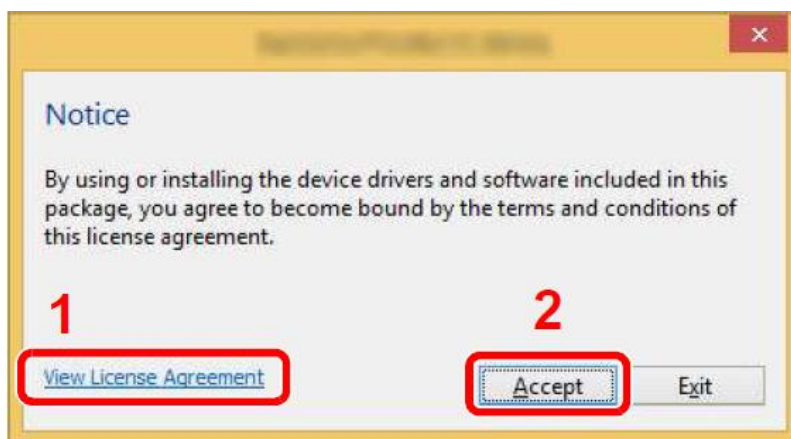 Notice
By using or installing the device drivers and software included in this
package, you agree to become bound by the terms and conditions of
this license agreement.
1
2
View License Agreement
Accept
Exit